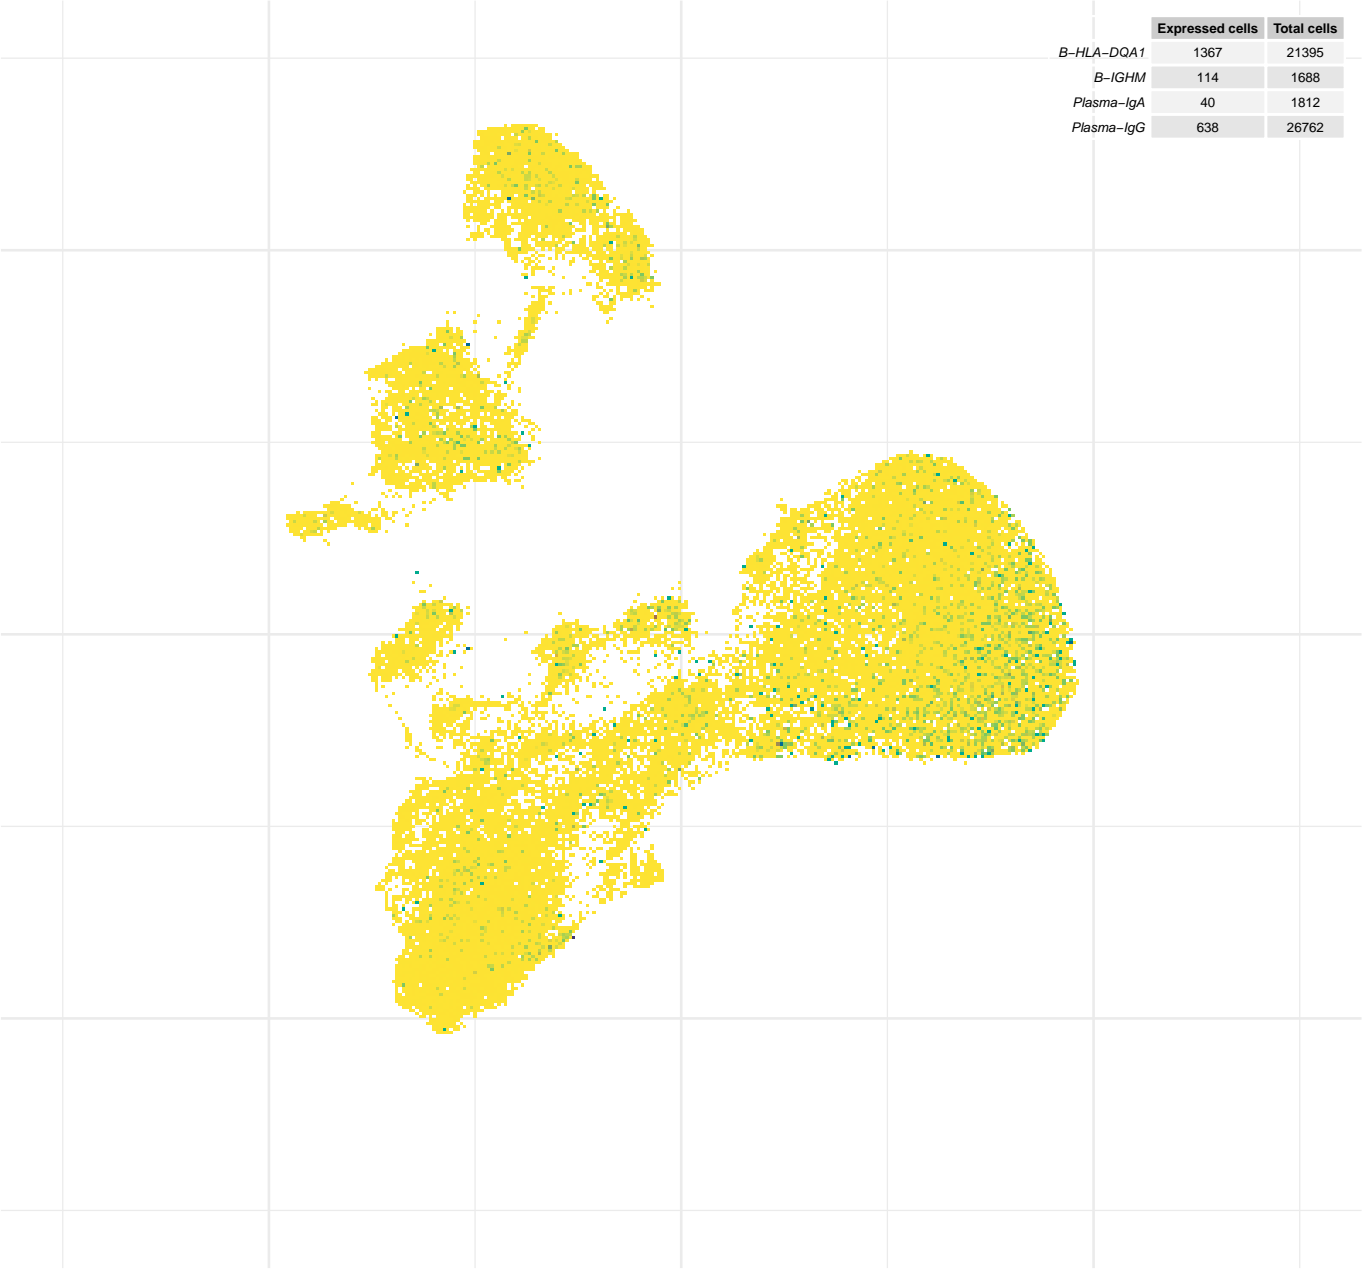 Expressed cells Total cells
B−HLA−DQA1 1367 21395
B−IGHM 114 1688
Plasma−IgA 40 1812
Plasma−IgG 638 26762